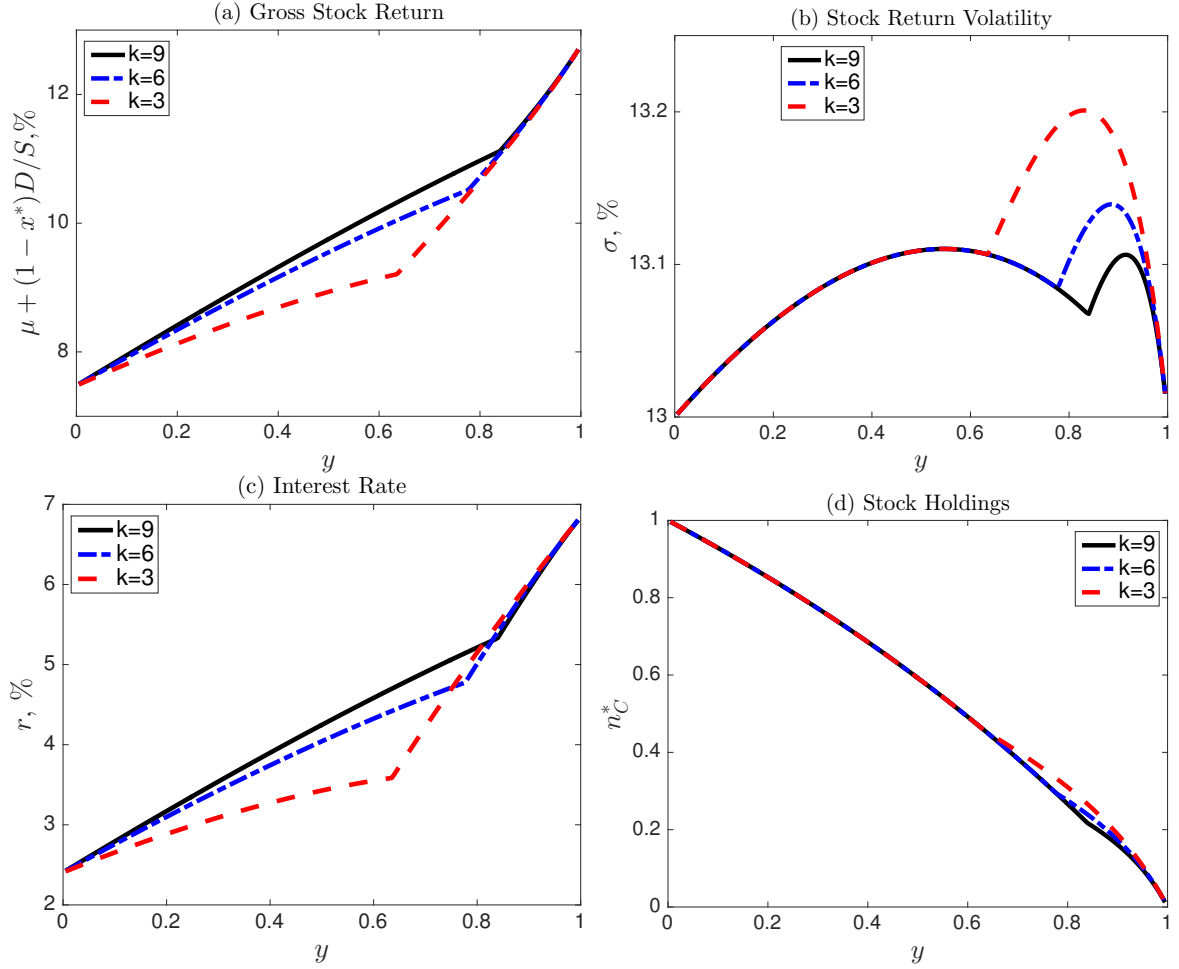 (a) Gross Stock Return
k=9
k=6
k=3
μ + (1 − x*)D/S,%
12
10
8
0 0.2 0.4 0.6 0.8 1
y
(b) Stock Return Volatility
k=9
k=6
k=3
σ, %
13.2
13.1
13
0 0.2 0.4 0.6 0.8 1
y
(c) Interest Rate
k=9
k=6
k=3
r, %
7
6
5
4
3
2
0 0.2 0.4 0.6 0.8 1
y
(d) Stock Holdings
k=9
k=6
k=3
n*_C
1
0.8
0.6
0.4
0.2
0
0 0.2 0.4 0.6 0.8 1
y